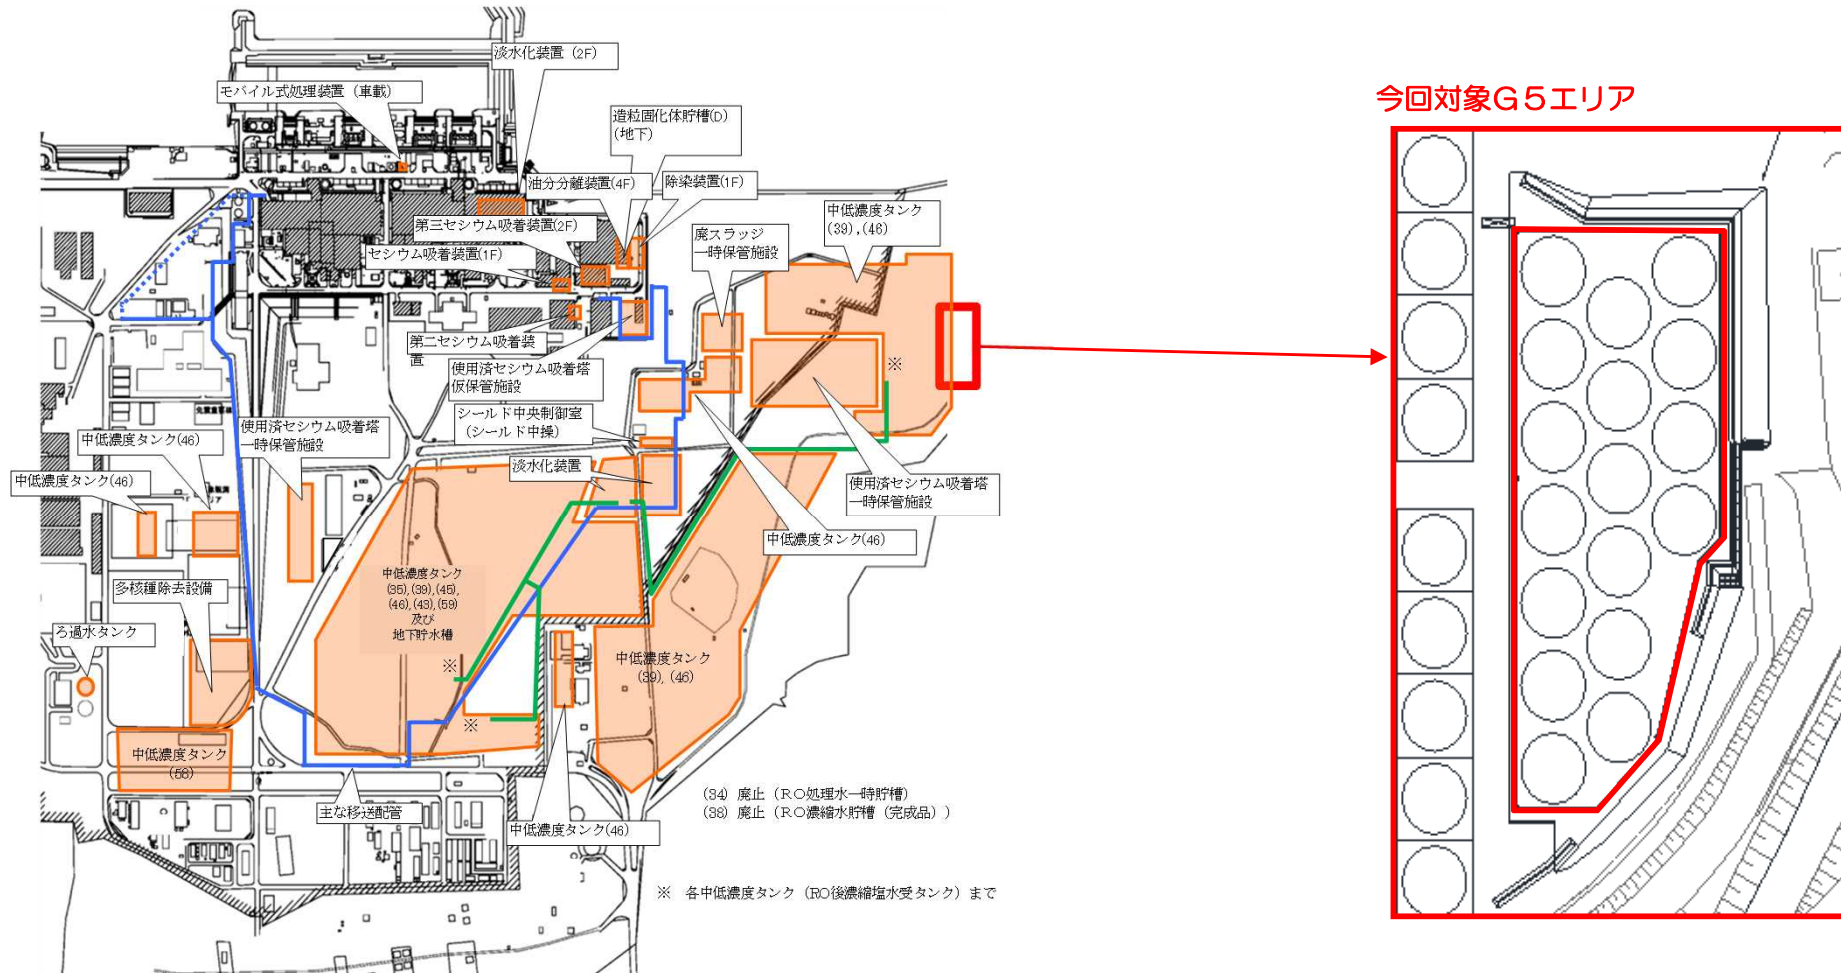 淡水化装置 (2F)
モバイル式処理装置 (車載)
今回対象G5エリア
造粒固化体貯槽(D)
(地下)
油分分離装置(4F)
除染装置(1F)
中低濃度タンク
(39),(46)
第三セシウム吸着装置(2F)
廃スラッジ
一時保管施設
セシウム吸着装置(1F)
第二セシウム吸着装
置
※
使用済セシウム吸着塔
仮保管施設
シールド中央制御室
(シールド中操)
使用済セシウム吸着塔
一時保管施設
中低濃度タンク(46)
淡水化装置
中低濃度タンク(46)
使用済セシウム吸着塔
一時保管施設
中低濃度タンク(46)
中低濃度タンク
(35),(39),(45),
(46),(43),(59)
及び
地下貯水槽
多核種除去設備
ろ過水タンク
※
中低濃度タンク
(39),(46)
※
中低濃度タンク
(58)
主な移送配管
中低濃度タンク(46)
(34) 廃止 (RO処理水一時貯槽)
(38) 廃止 (RO濃縮水貯槽 (完成品) )
※ 各中低濃度タンク (RO後濃縮塩水受タンク) まで